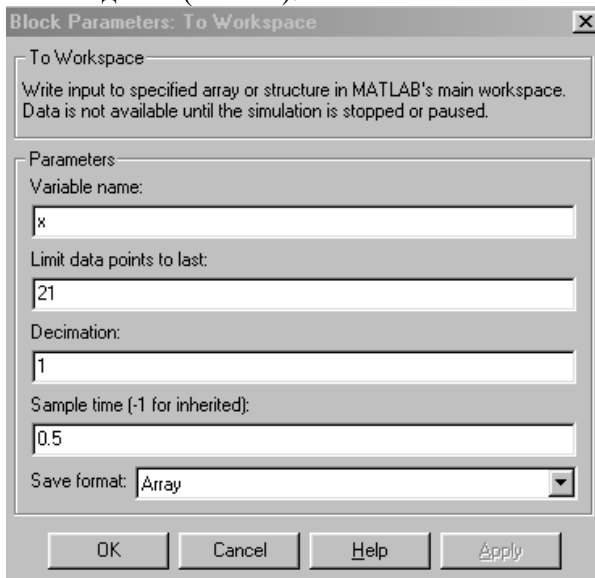 Block Parameters: To Workspace
To Workspace
Write input to specified array or structure in MATLAB's main workspace.
Data is not available until the simulation is stopped or paused.
Parameters
Variable name:
x
Limit data points to last:
21
Decimation:
1
Sample time (-1 for inherited):
0.5
Save format: Array
OK Cancel Help Apply